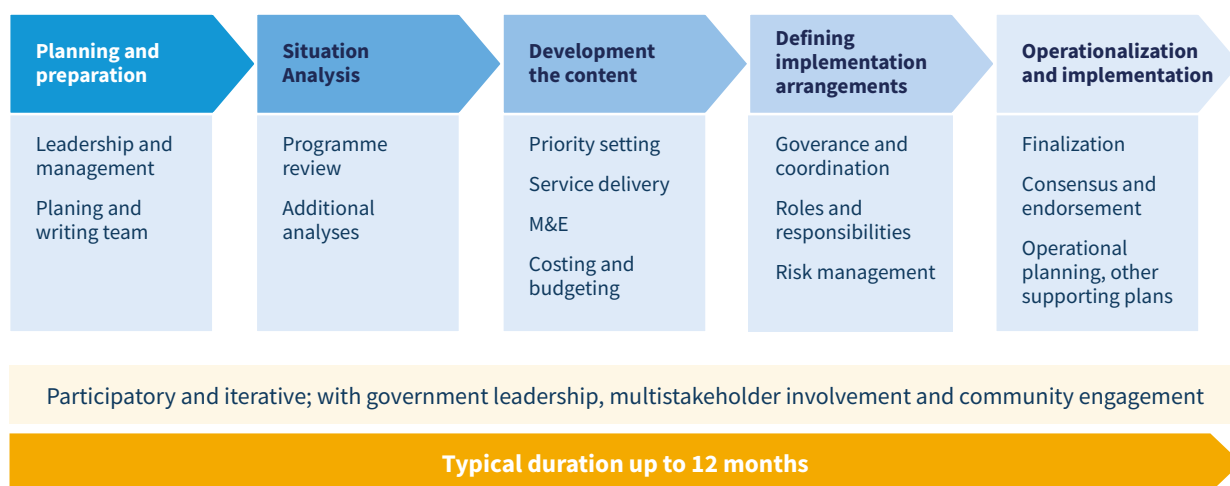 Planning and
preparation
Situation
Analysis
Development
the content
Defining
implementation
arrangements
Operationalization
and implementation
Leadership and
management
Planing and
writing team
Programme
review
Additional
analyses
Priority setting
Service delivery
M&E
Costing and
budgeting
Goverance and
coordination
Roles and
responsibilities
Risk management
Finalization
Consensus and
endorsement
Operational
planning, other
supporting plans
Participatory and iterative; with government leadership, multistakeholder involvement and community engagement
Typical duration up to 12 months